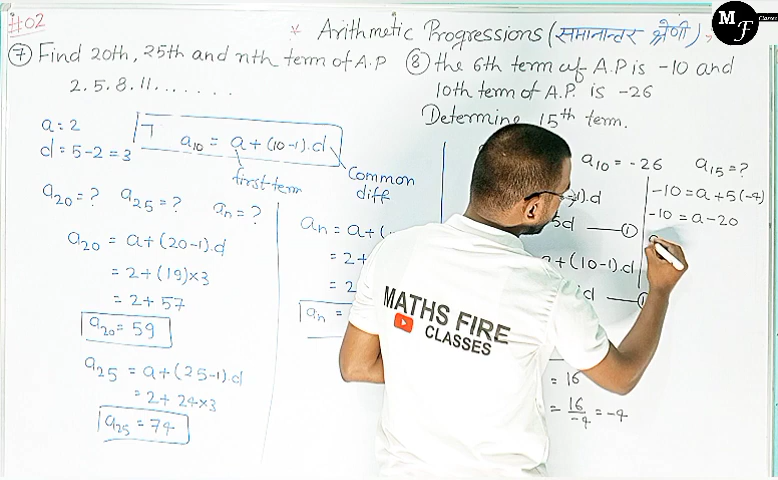 #02
* Arithmetic Progressions (समानान्तर श्रेणी)
M F Classes
⑦ Find 20th, 25th and nth term of A.P
2.5.8.11.......
a = 2
d = 5-2 = 3
a₁₀ = a + (10-1).d
first term
Common diff
a₂₀ = ? a₂₅ = ? aₙ = ?
a₂₀ = a + (20-1).d
= 2 + (19)×3
= 2 + 57
a₂₀ = 59
a₂₅ = a + (25-1).d
= 2 + 24×3
a₂₅ = 74
aₙ = a + (
= 2+
= 2
aₙ =
⑧ the 6th term of A.P is -10 and
10th term of A.P. is -26
Determine 15th term.
a₁₀ = -26 a₁₅ = ?
1).d
5d —— ①
+ (10-1).d
d ——
= 16
= 16/-4 = -4
-10 = a + 5(-4)
-10 = a - 20
MATHS FIRE
CLASSES